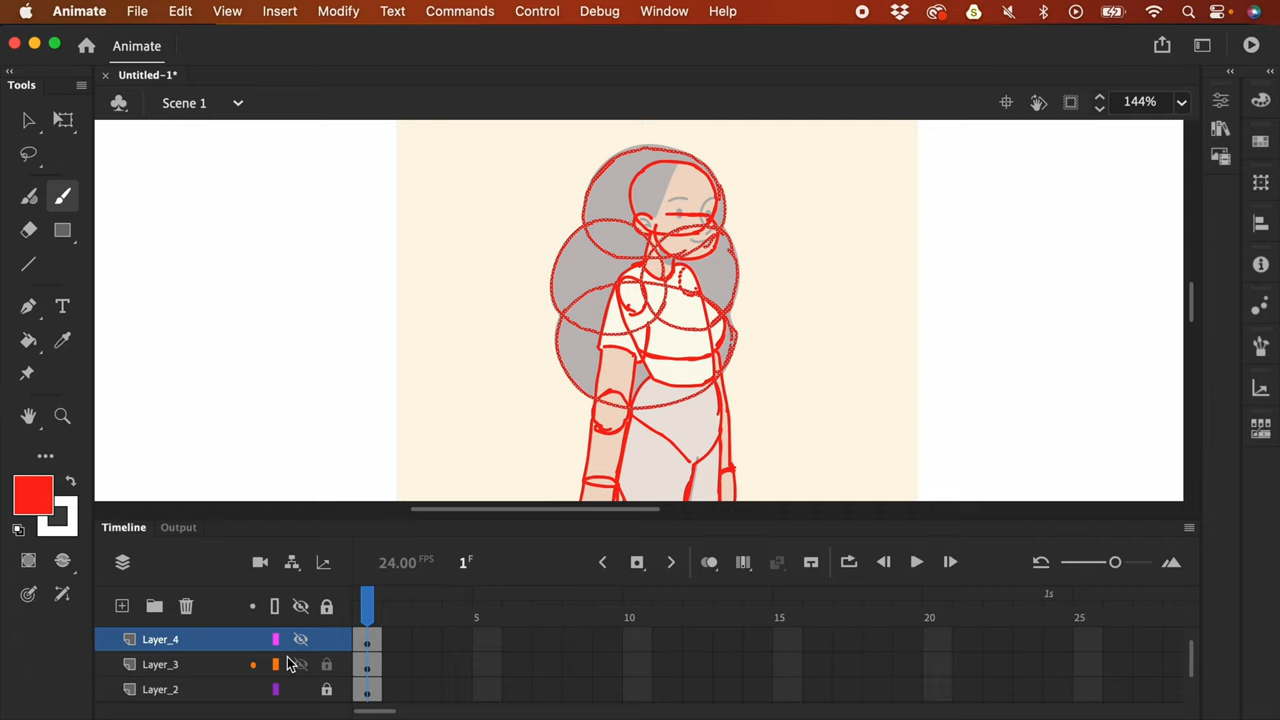 Animate File Edit View Insert Modify Text Commands Control Debug Window Help
Animate
Untitled-1*
Tools
Scene 1
144%
Timeline Output
24.00 FPS 1 F
1s
5 10 15 20 25
Layer_4
Layer_3
Layer_2